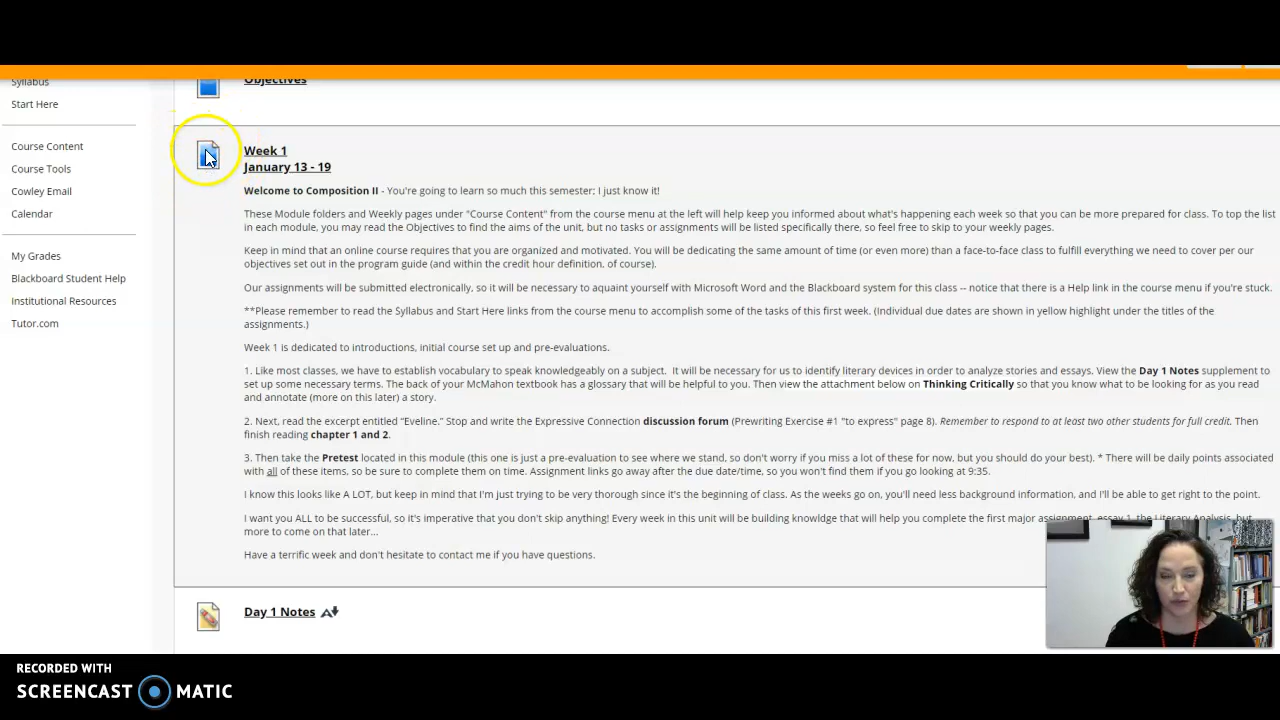 Syllabus
Start Here
Course Content
Course Tools
Cowley Email
Calendar
My Grades
Blackboard Student Help
Institutional Resources
Tutor.com
Objectives
Week 1
January 13 - 19
Welcome to Composition II - You're going to learn so much this semester; I just know it!
These Module folders and Weekly pages under "Course Content" from the course menu at the left will help keep you informed about what's happening each week so that you can be more prepared for class. To top the list
in each module, you may read the Objectives to find the aims of the unit, but no tasks or assignments will be listed specifically there, so feel free to skip to your weekly pages.
Keep in mind that an online course requires that you are organized and motivated. You will be dedicating the same amount of time (or even more) than a face-to-face class to fulfill everything we need to cover per our
objectives set out in the program guide (and within the credit hour definition, of course).
Our assignments will be submitted electronically, so it will be necessary to aquaint yourself with Microsoft Word and the Blackboard system for this class -- notice that there is a Help link in the course menu if you're stuck.
**Please remember to read the Syllabus and Start Here links from the course menu to accomplish some of the tasks of this first week. (Individual due dates are shown in yellow highlight under the titles of the
assignments.)
Week 1 is dedicated to introductions, initial course set up and pre-evaluations.
1. Like most classes, we have to establish vocabulary to speak knowledgeably on a subject.  It will be necessary for us to identify literary devices in order to analyze stories and essays. View the Day 1 Notes supplement to
set up some necessary terms. The back of your McMahon textbook has a glossary that will be helpful to you. Then view the attachment below on Thinking Critically so that you know what to be looking for as you read
and annotate (more on this later) a story.
2. Next, read the excerpt entitled “Eveline.” Stop and write the Expressive Connection discussion forum (Prewriting Exercise #1 "to express" page 8). Remember to respond to at least two other students for full credit. Then
finish reading chapter 1 and 2.
3. Then take the Pretest located in this module (this one is just a pre-evaluation to see where we stand, so don't worry if you miss a lot of these for now, but you should do your best). * There will be daily points associated
with all of these items, so be sure to complete them on time. Assignment links go away after the due date/time, so you won't find them if you go looking at 9:35.
I know this looks like A LOT, but keep in mind that I'm just trying to be very thorough since it's the beginning of class. As the weeks go on, you'll need less background information, and I'll be able to get right to the point.
I want you ALL to be successful, so it's imperative that you don't skip anything! Every week in this unit will be building knowldge that will help you complete the first major assignment, essay 1, the Literary Analysis, but
more to come on that later...
Have a terrific week and don't hesitate to contact me if you have questions.
Day 1 Notes
RECORDED WITH
SCREENCAST MATIC